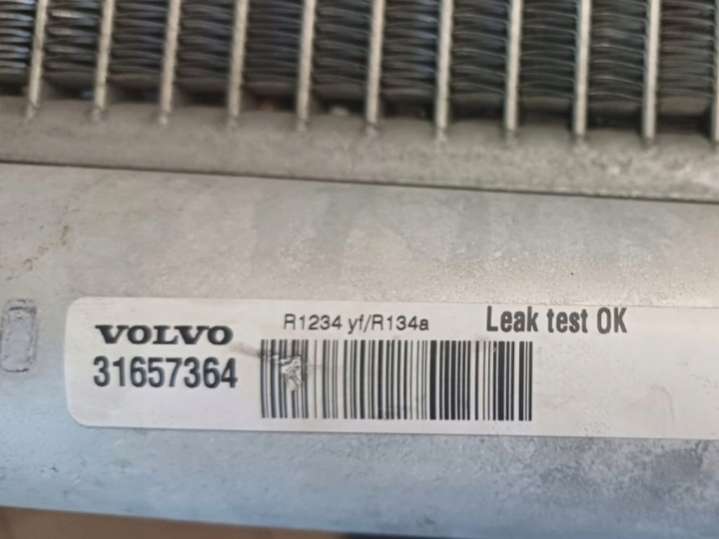 VOLVO
31657364
R1234 yf/R134a
Leak test OK